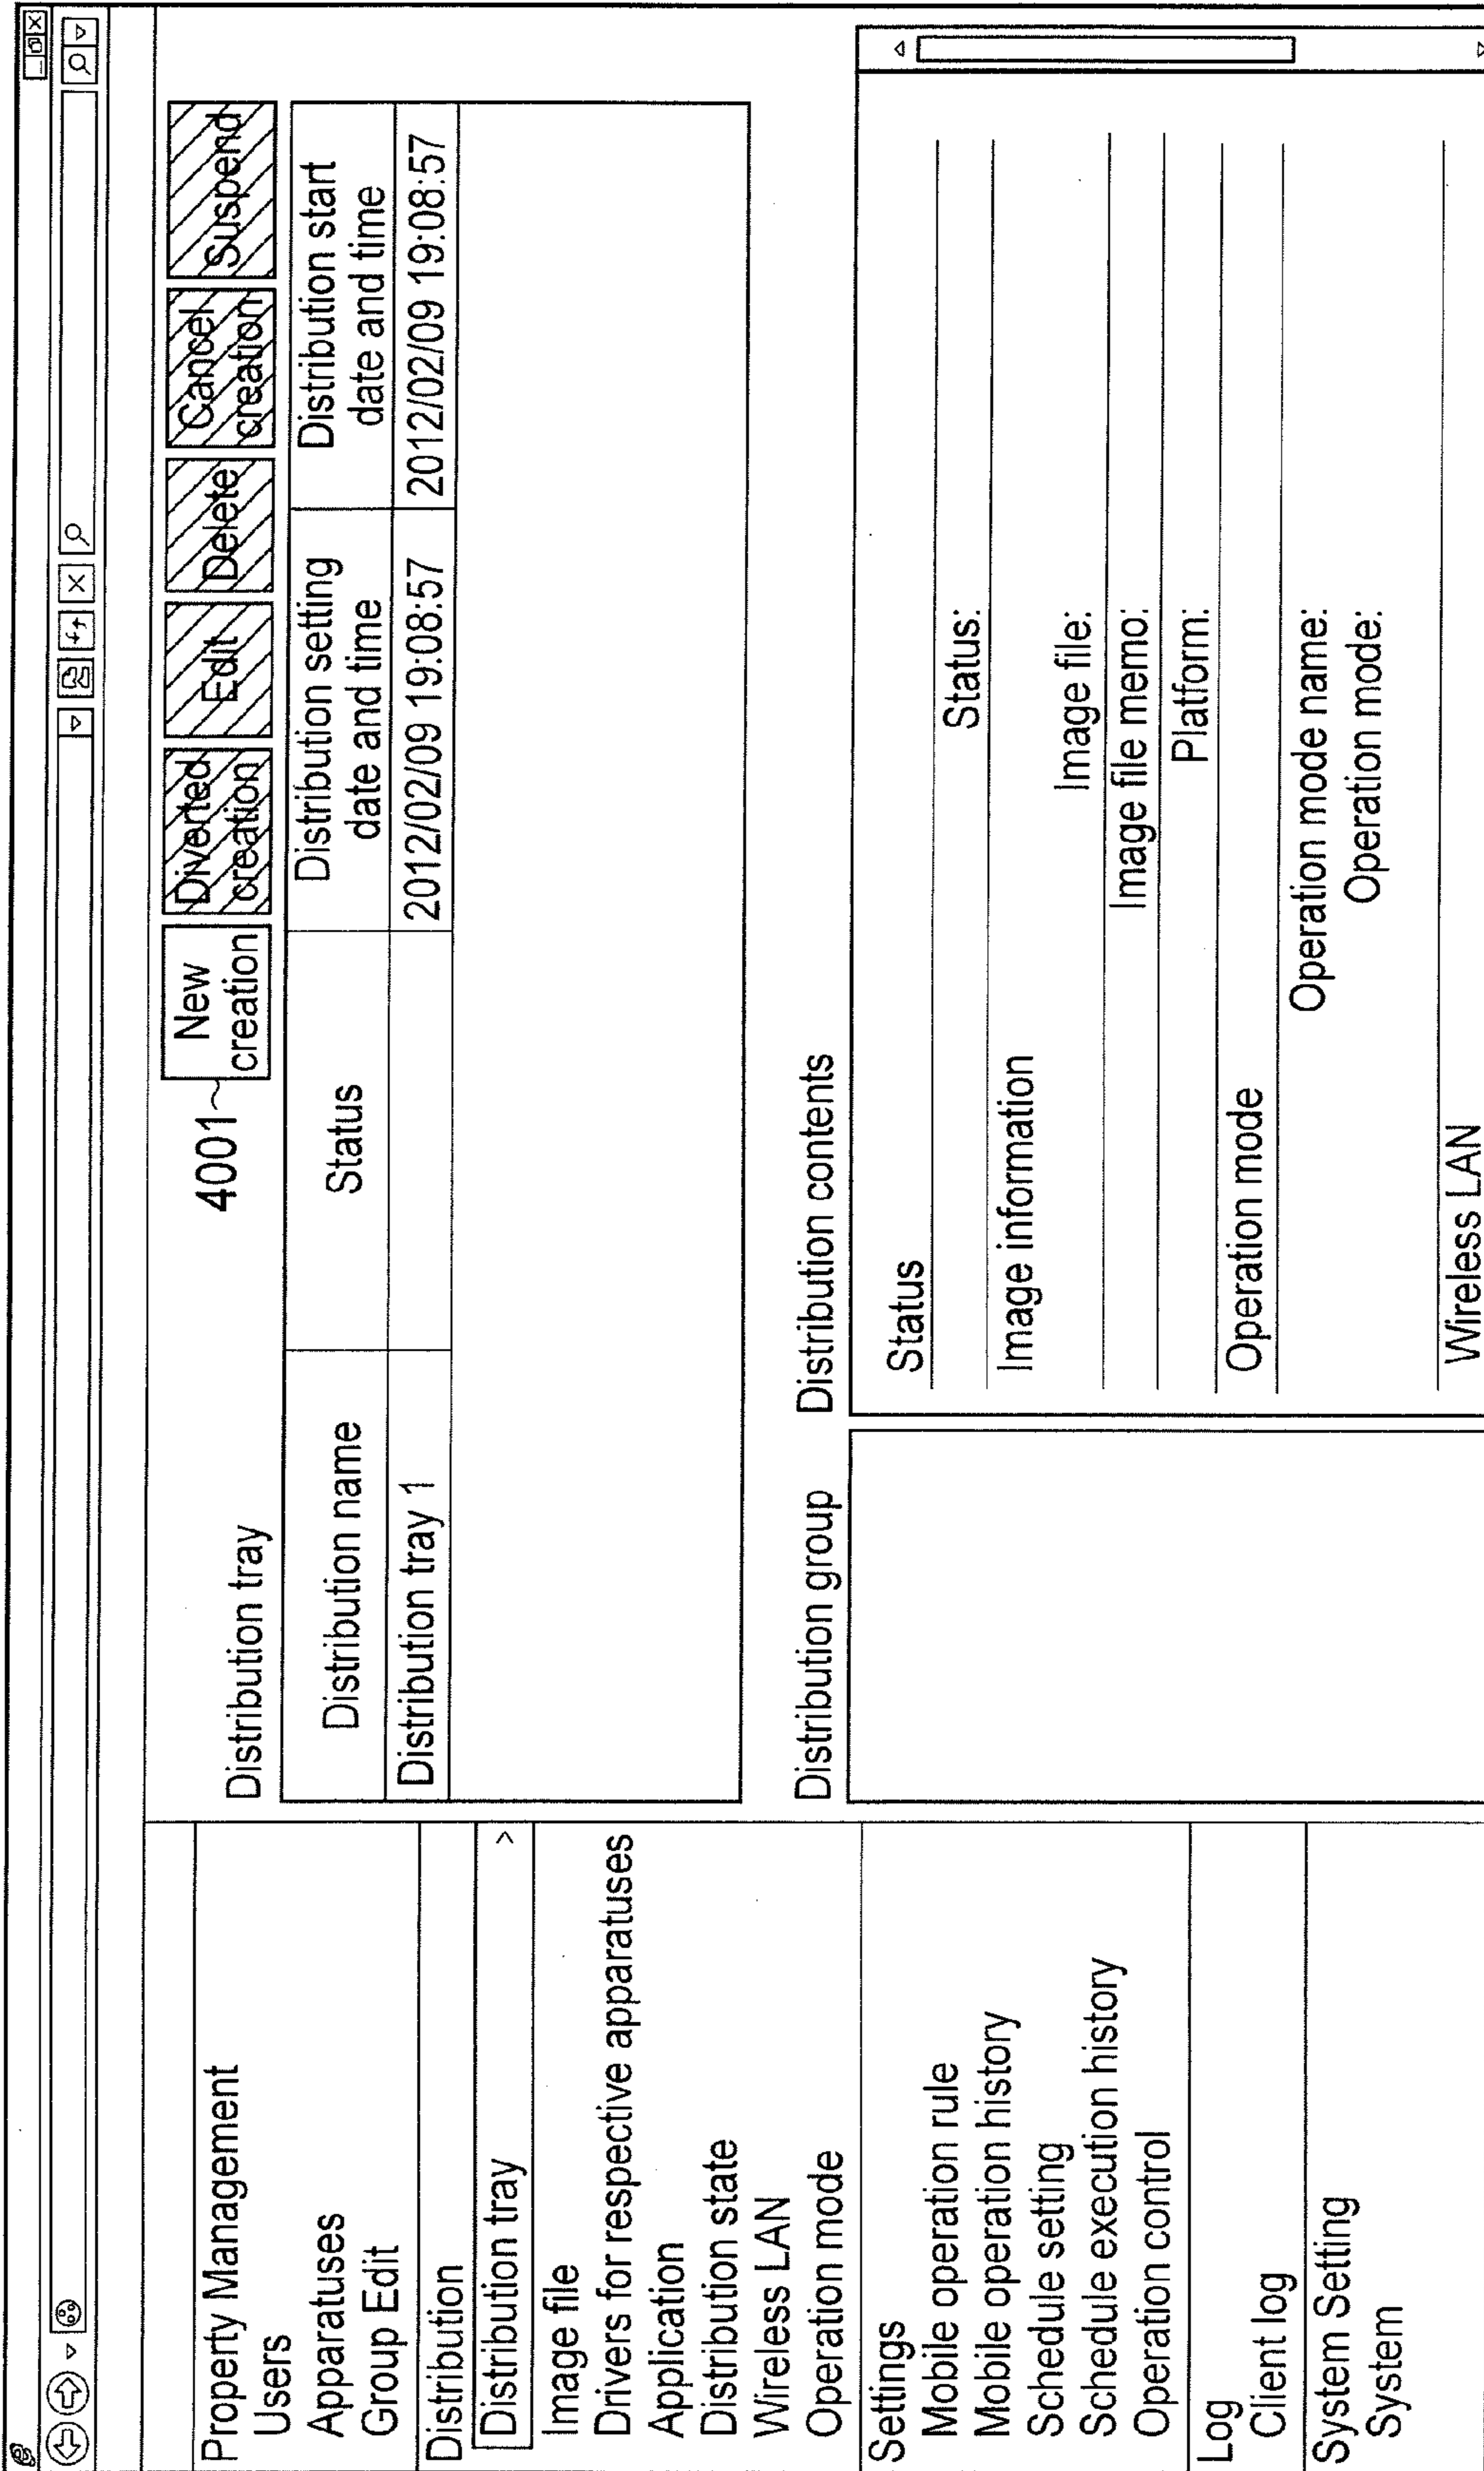 Property Management
Users
Apparatuses
Group Edit
Distribution
Distribution tray >
Image file
Drivers for respective apparatuses
Application
Distribution state
Wireless LAN
Operation mode
Settings
Mobile operation rule
Mobile operation history
Schedule setting
Schedule execution history
Operation control
Log
Client log
System Setting
System
Distribution tray
4001
New
creation
Diverted
creation
Edit
Delete
Cancel
creation
Suspend
Distribution name
Status
Distribution setting
date and time
Distribution start
date and time
Distribution tray 1
2012/02/09 19:08:57
2012/02/09 19:08:57
Distribution group
Distribution contents
Status
Status:
Image information
Image file:
Image file memo:
Platform:
Operation mode
Operation mode name:
Operation mode:
Wireless LAN